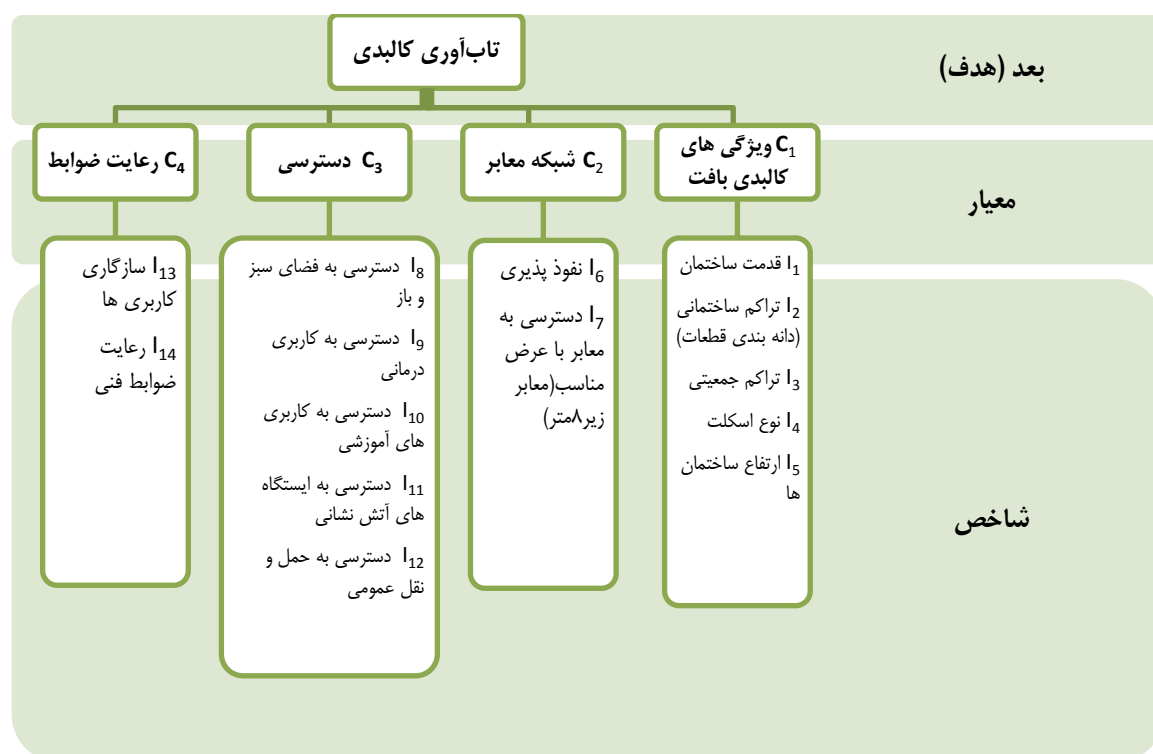 تاب‌آوری کالبدی
بعد (هدف)
C1 ویژگی های
کالبدی بافت
C2 شبکه معابر
C3 دسترسی
C4 رعایت ضوابط
معیار
I1 قدمت ساختمان
I2 تراکم ساختمانی
(دانه بندی قطعات)
I3 تراکم جمعیتی
I4 نوع اسکلت
I5 ارتفاع ساختمان
ها
I6 نفوذ پذیری
I7 دسترسی به
معابر با عرض
مناسب(معابر
زیر۸متر)
I8 دسترسی به فضای سبز
و باز
I9 دسترسی به کاربری
درمانی
I10 دسترسی به کاربری
های آموزشی
I11 دسترسی به ایستگاه
های آتش نشانی
I12 دسترسی به حمل و
نقل عمومی
I13 سازگاری
کاربری ها
I14 رعایت
ضوابط فنی
شاخص